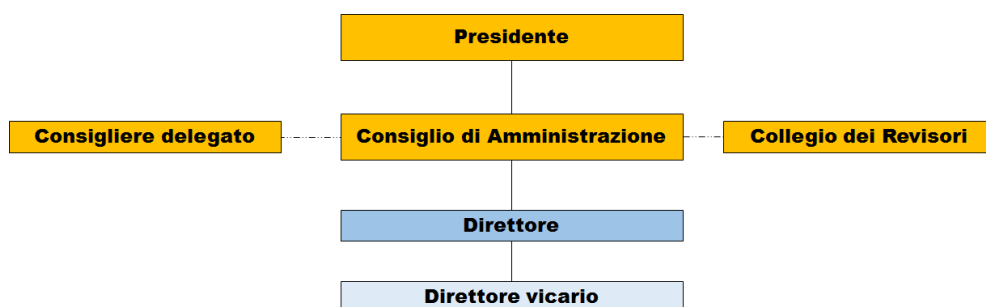 Presidente
Consigliere delegato
Consiglio di Amministrazione
Collegio dei Revisori
Direttore
Direttore vicario